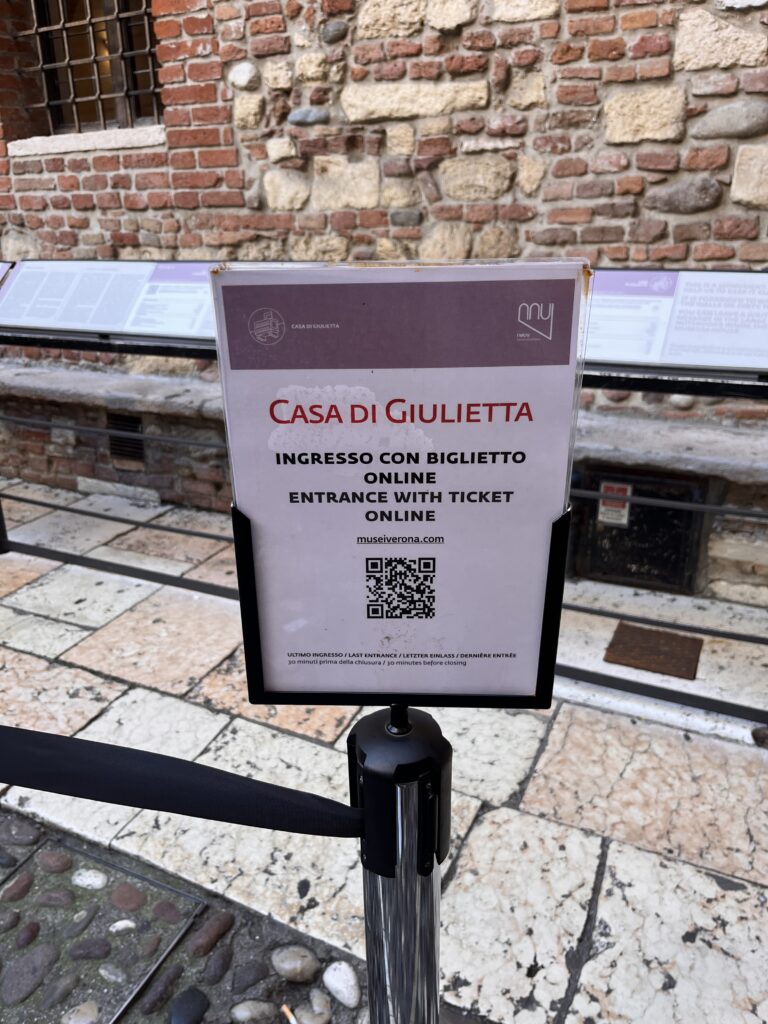 CASA DI GIULIETTA
CASA DI GIULIETTA
INGRESSO CON BIGLIETTO
ONLINE
ENTRANCE WITH TICKET
ONLINE
museiverona.com
ULTIMO INGRESSO / LAST ENTRANCE / LETZTER EINLASS / DERNIÈRE ENTRÉE
30 minuti prima della chiusura / 30 minutes before closing